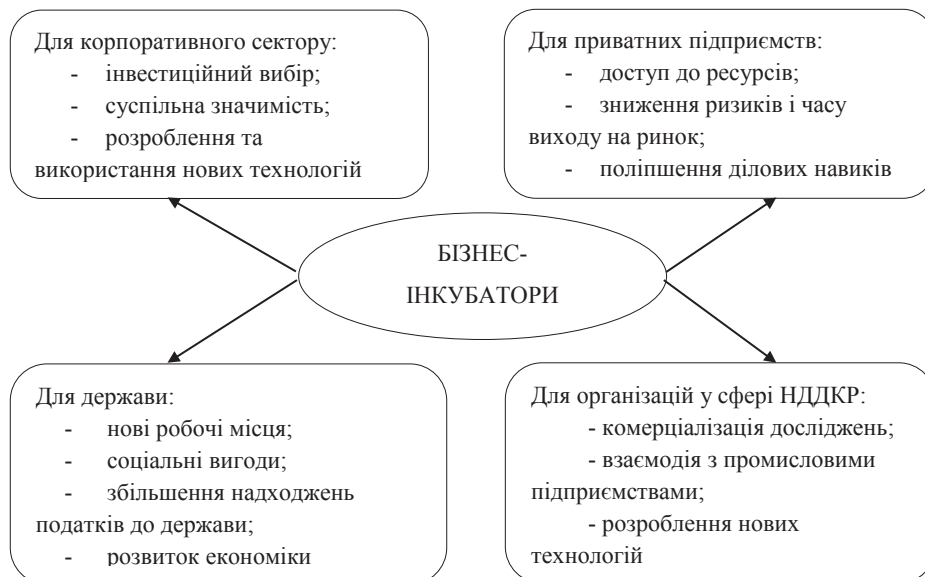 Для корпоративного сектору:
- інвестиційний вибір;
- суспільна значимість;
- розроблення та
використання нових технологій
Для приватних підприємств:
- доступ до ресурсів;
- зниження ризиків і часу
виходу на ринок;
- поліпшення ділових навиків
БІЗНЕС-
ІНКУБАТОРИ
Для держави:
- нові робочі місця;
- соціальні вигоди;
- збільшення надходжень
податків до держави;
- розвиток економіки
Для організацій у сфері НДДКР:
- комерціалізація досліджень;
- взаємодія з промисловими
підприємствами;
- розроблення нових
технологій